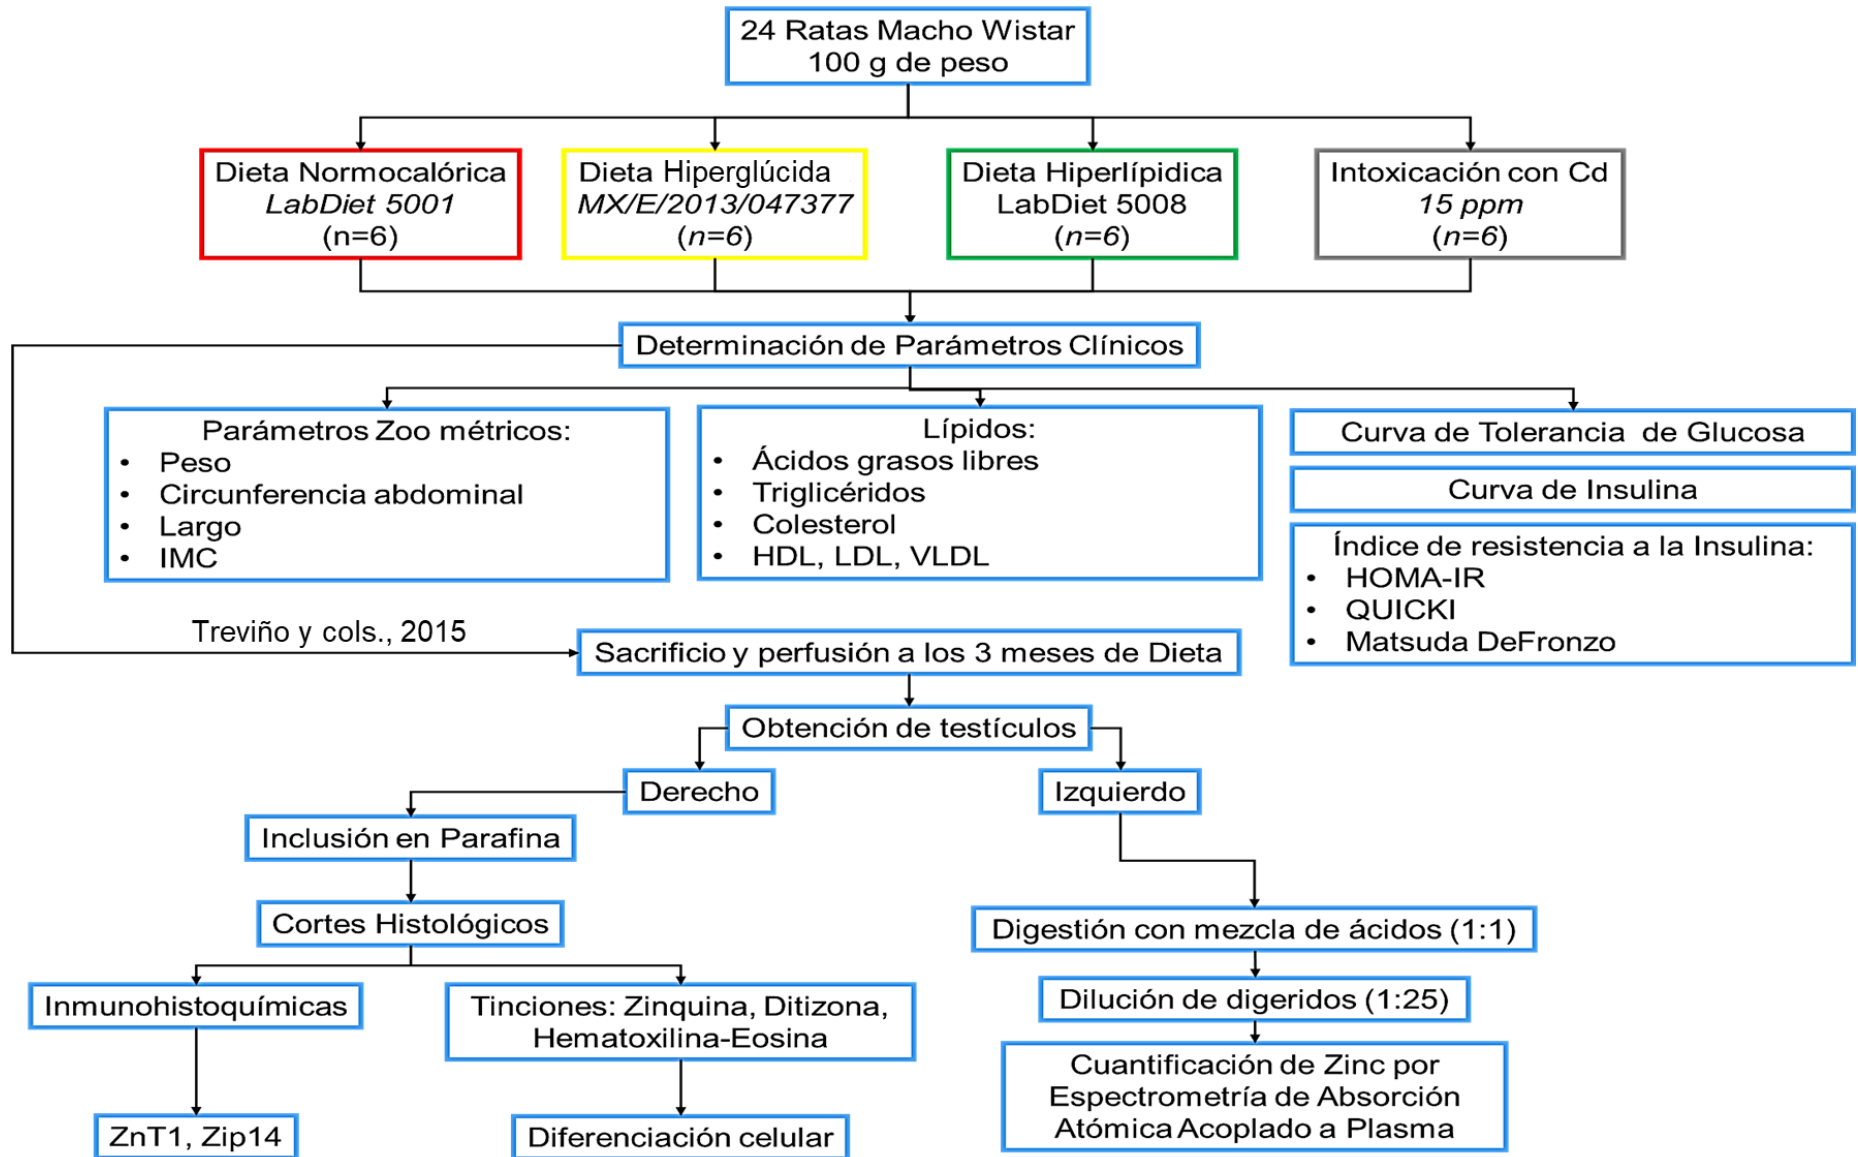 24 Ratas Macho Wistar
100 g de peso
Dieta Normocalórica
LabDiet 5001
(n=6)
Dieta Hiperglúcida
MX/E/2013/047377
(n=6)
Dieta Hiperlípidica
LabDiet 5008
(n=6)
Intoxicación con Cd
15 ppm
(n=6)
Determinación de Parámetros Clínicos
Parámetros Zoo métricos:
• Peso
• Circunferencia abdominal
• Largo
• IMC
Lípidos:
• Ácidos grasos libres
• Triglicéridos
• Colesterol
• HDL, LDL, VLDL
Curva de Tolerancia de Glucosa
Curva de Insulina
Índice de resistencia a la Insulina:
• HOMA-IR
• QUICKI
• Matsuda DeFronzo
Treviño y cols., 2015
Sacrificio y perfusión a los 3 meses de Dieta
Obtención de testículos
Derecho
Izquierdo
Inclusión en Parafina
Cortes Histológicos
Inmunohistoquímicas
Tinciones: Zinquina, Ditizona,
Hematoxilina-Eosina
ZnT1, Zip14
Diferenciación celular
Digestión con mezcla de ácidos (1:1)
Dilución de digeridos (1:25)
Cuantificación de Zinc por
Espectrometría de Absorción
Atómica Acoplado a Plasma